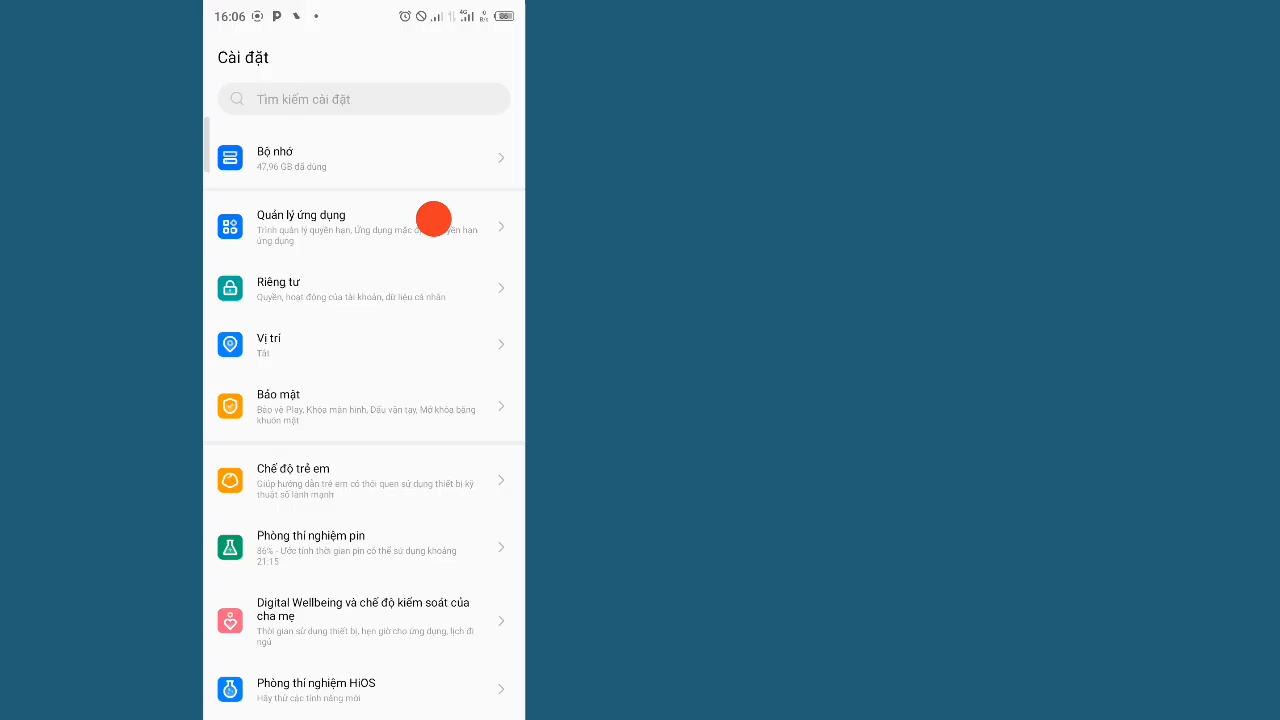 16:06
4G
0
B/s
86
Cài đặt
Tìm kiếm cài đặt
Bộ nhớ
47,96 GB đã dùng
Quản lý ứng dụng
Trình quản lý quyền hạn, Ứng dụng mặc hạn
ứng dụng
Riêng tư
Quyền, hoạt động của tài khoản, dữ liệu cá nhân
Vị trí
Tắt
Bảo mật
Bảo vệ Play, Khóa màn hình, Dấu vân tay, Mở khóa bằng
khuôn mặt
Chế độ trẻ em
Giúp hướng dẫn trẻ em có thói quen sử dụng thiết bị kỹ
thuật số lành mạnh
Phòng thí nghiệm pin
86% - Ước tính thời gian pin có thể sử dụng khoảng
21:15
Digital Wellbeing và chế độ kiểm soát của
cha mẹ
Thời gian sử dụng thiết bị, hẹn giờ cho ứng dụng, lịch đi
ngủ
Phòng thí nghiệm HiOS
Hãy thử các tính năng mới